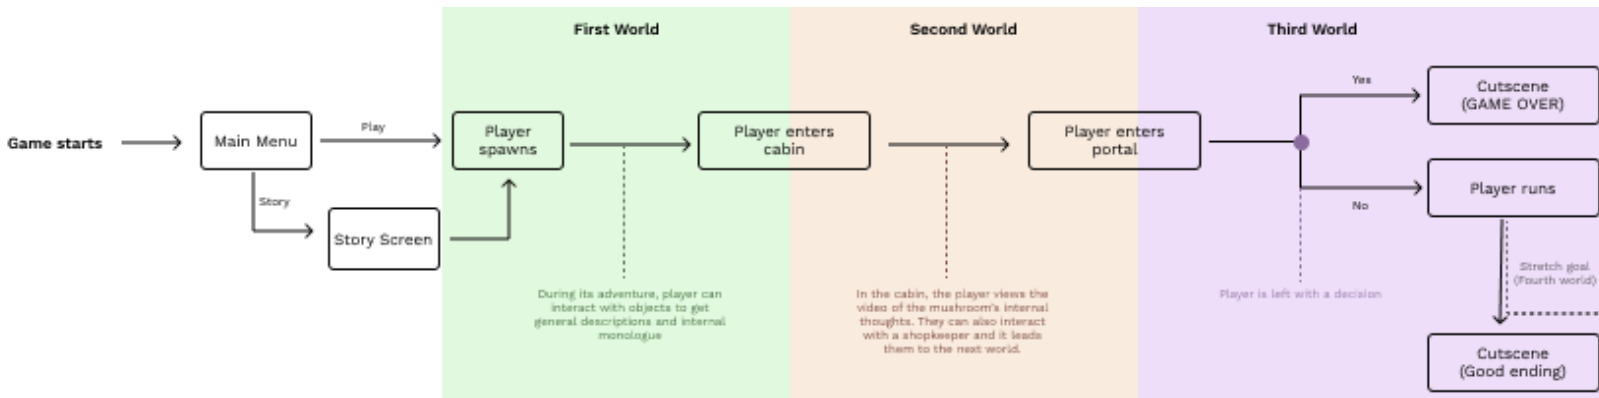 First World
Second World
Third World
Game starts
Main Menu
Play
Story
Story Screen
Player
spawns
During its adventure, player can
interact with objects to get
general descriptions and internal
monologue
Player enters
cabin
In the cabin, the player views the
video of the mushroom's internal
thoughts. They can also interact
with a shopkeeper and it leads
them to the next world.
Player enters
portal
Player is left with a decision
Yes
Cutscene
(GAME OVER)
No
Player runs
Stretch goal
(Fourth world)
Cutscene
(Good ending)